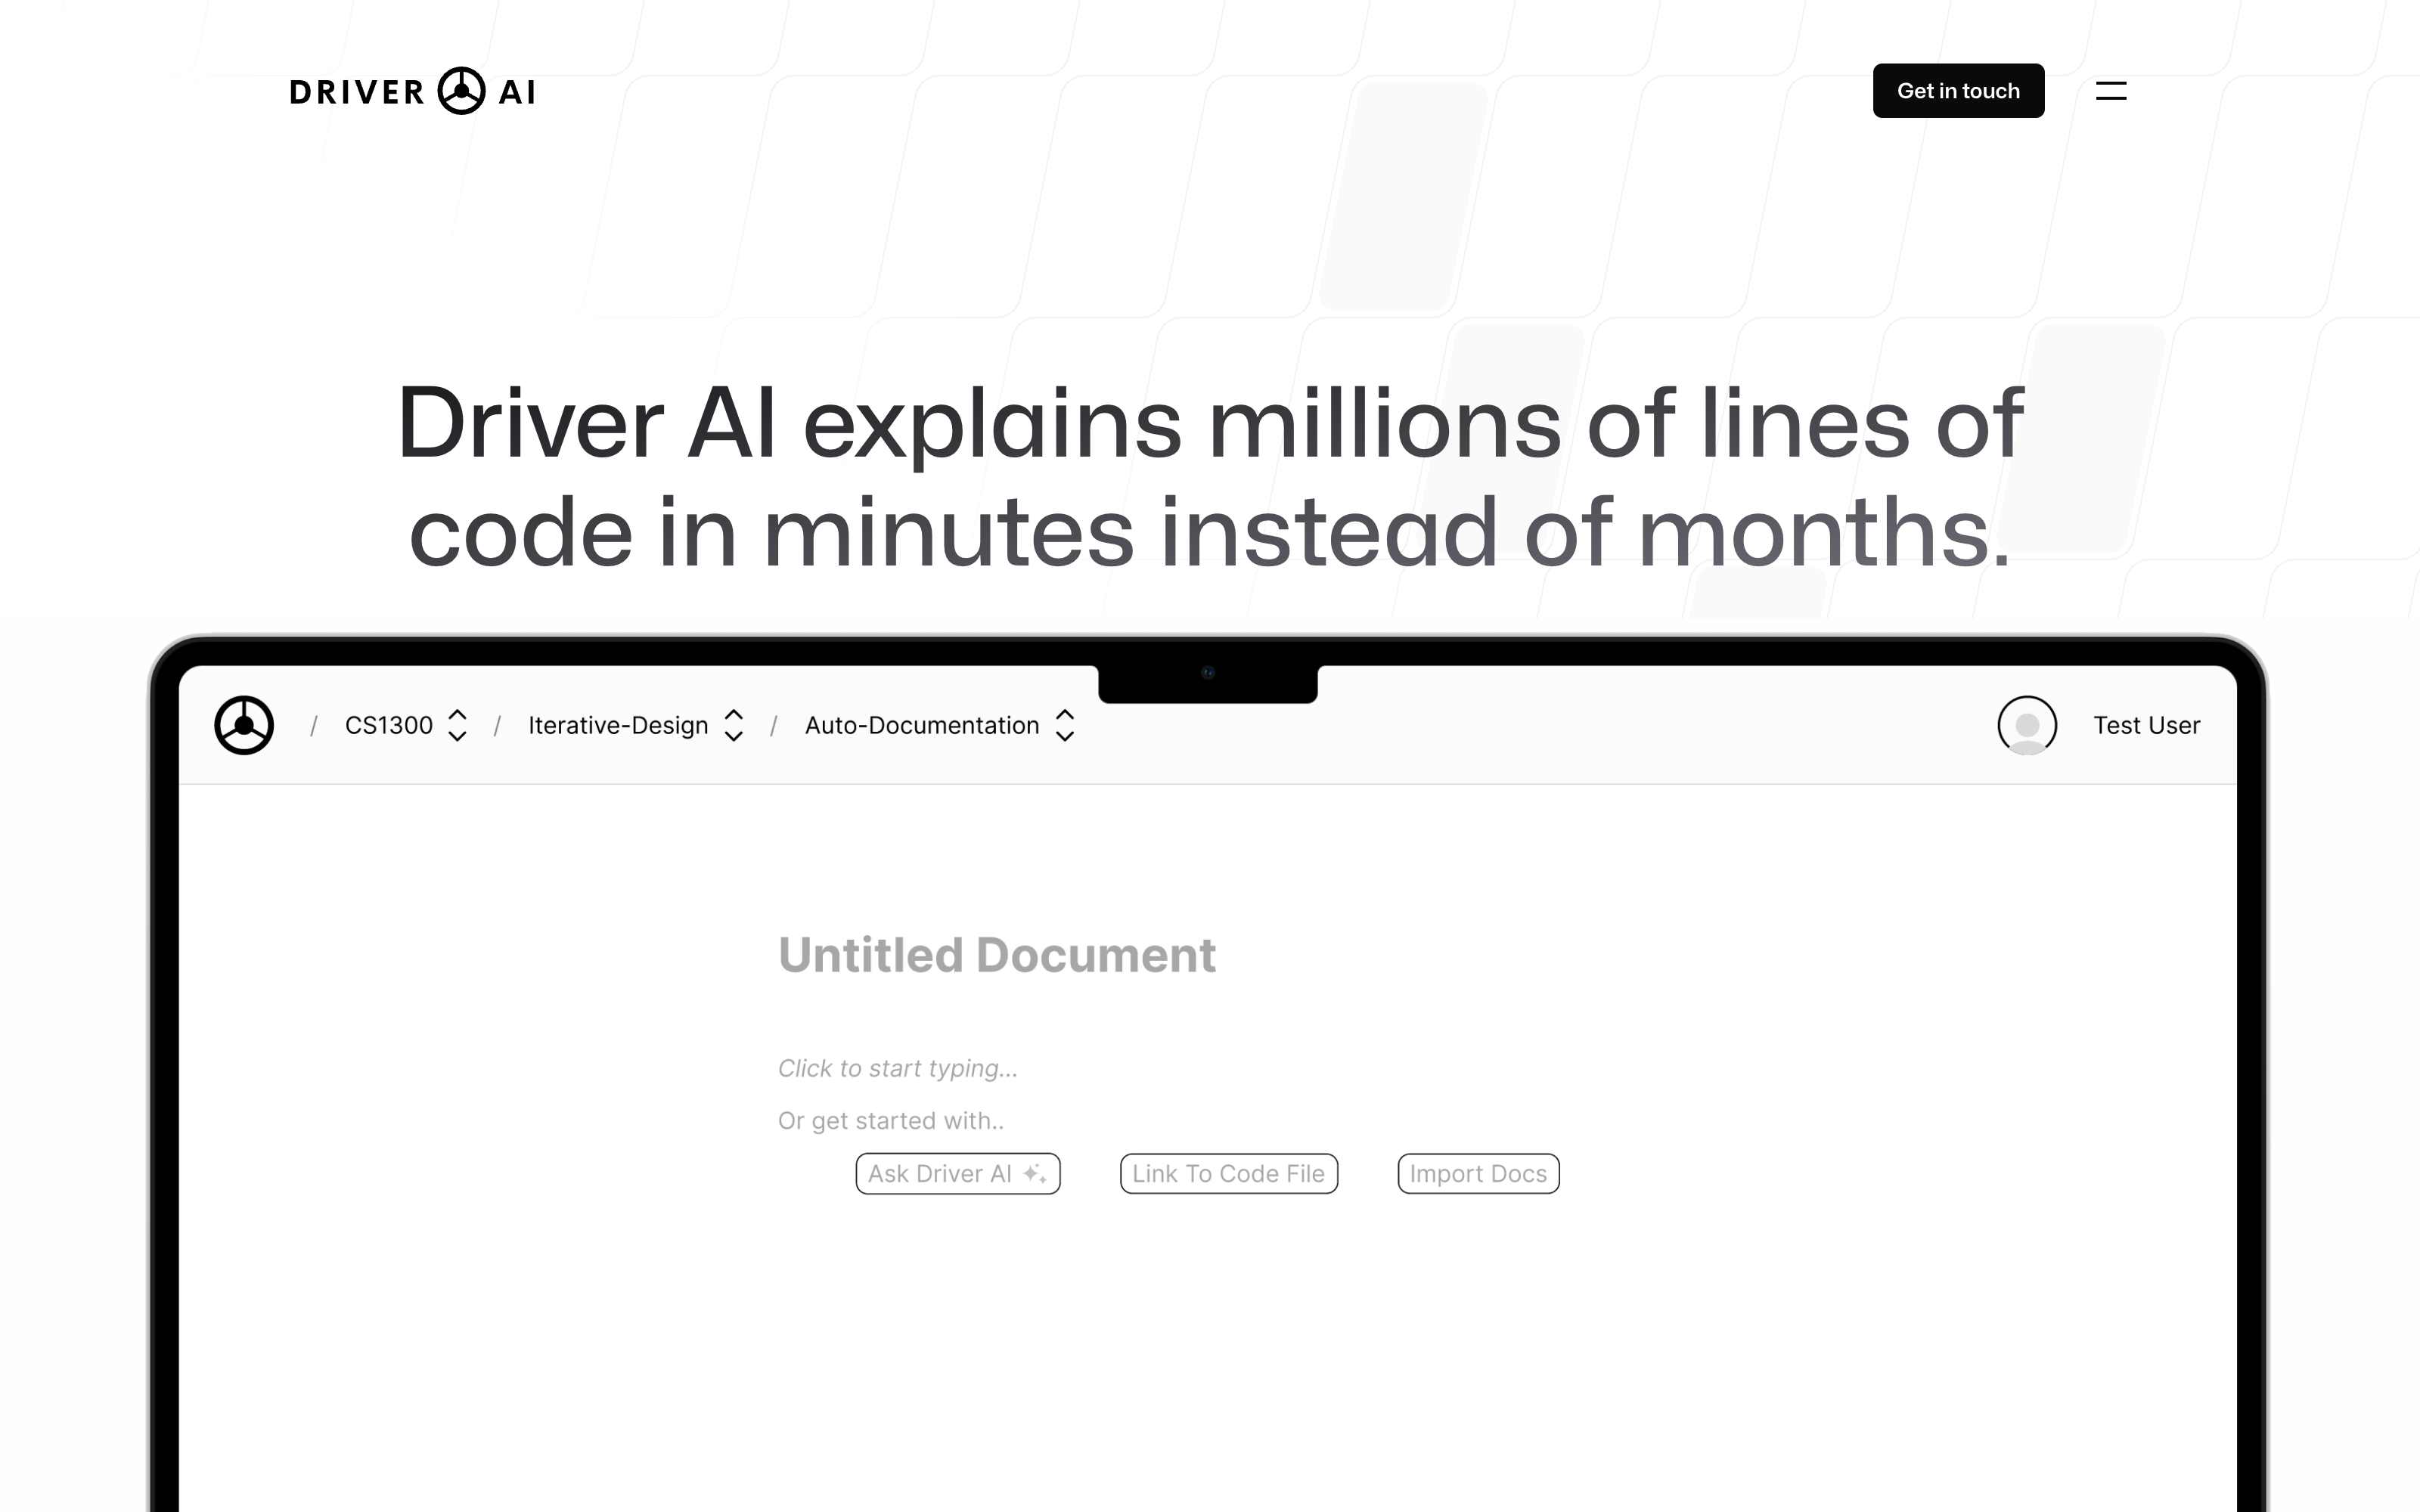 DRIVER AI
Get in touch
Driver AI explains millions of lines of
code in minutes instead of months.
/ CS1300 / Iterative-Design / Auto-Documentation
Test User
Untitled Document
Click to start typing...
Or get started with..
Ask Driver AI
Link To Code File
Import Docs